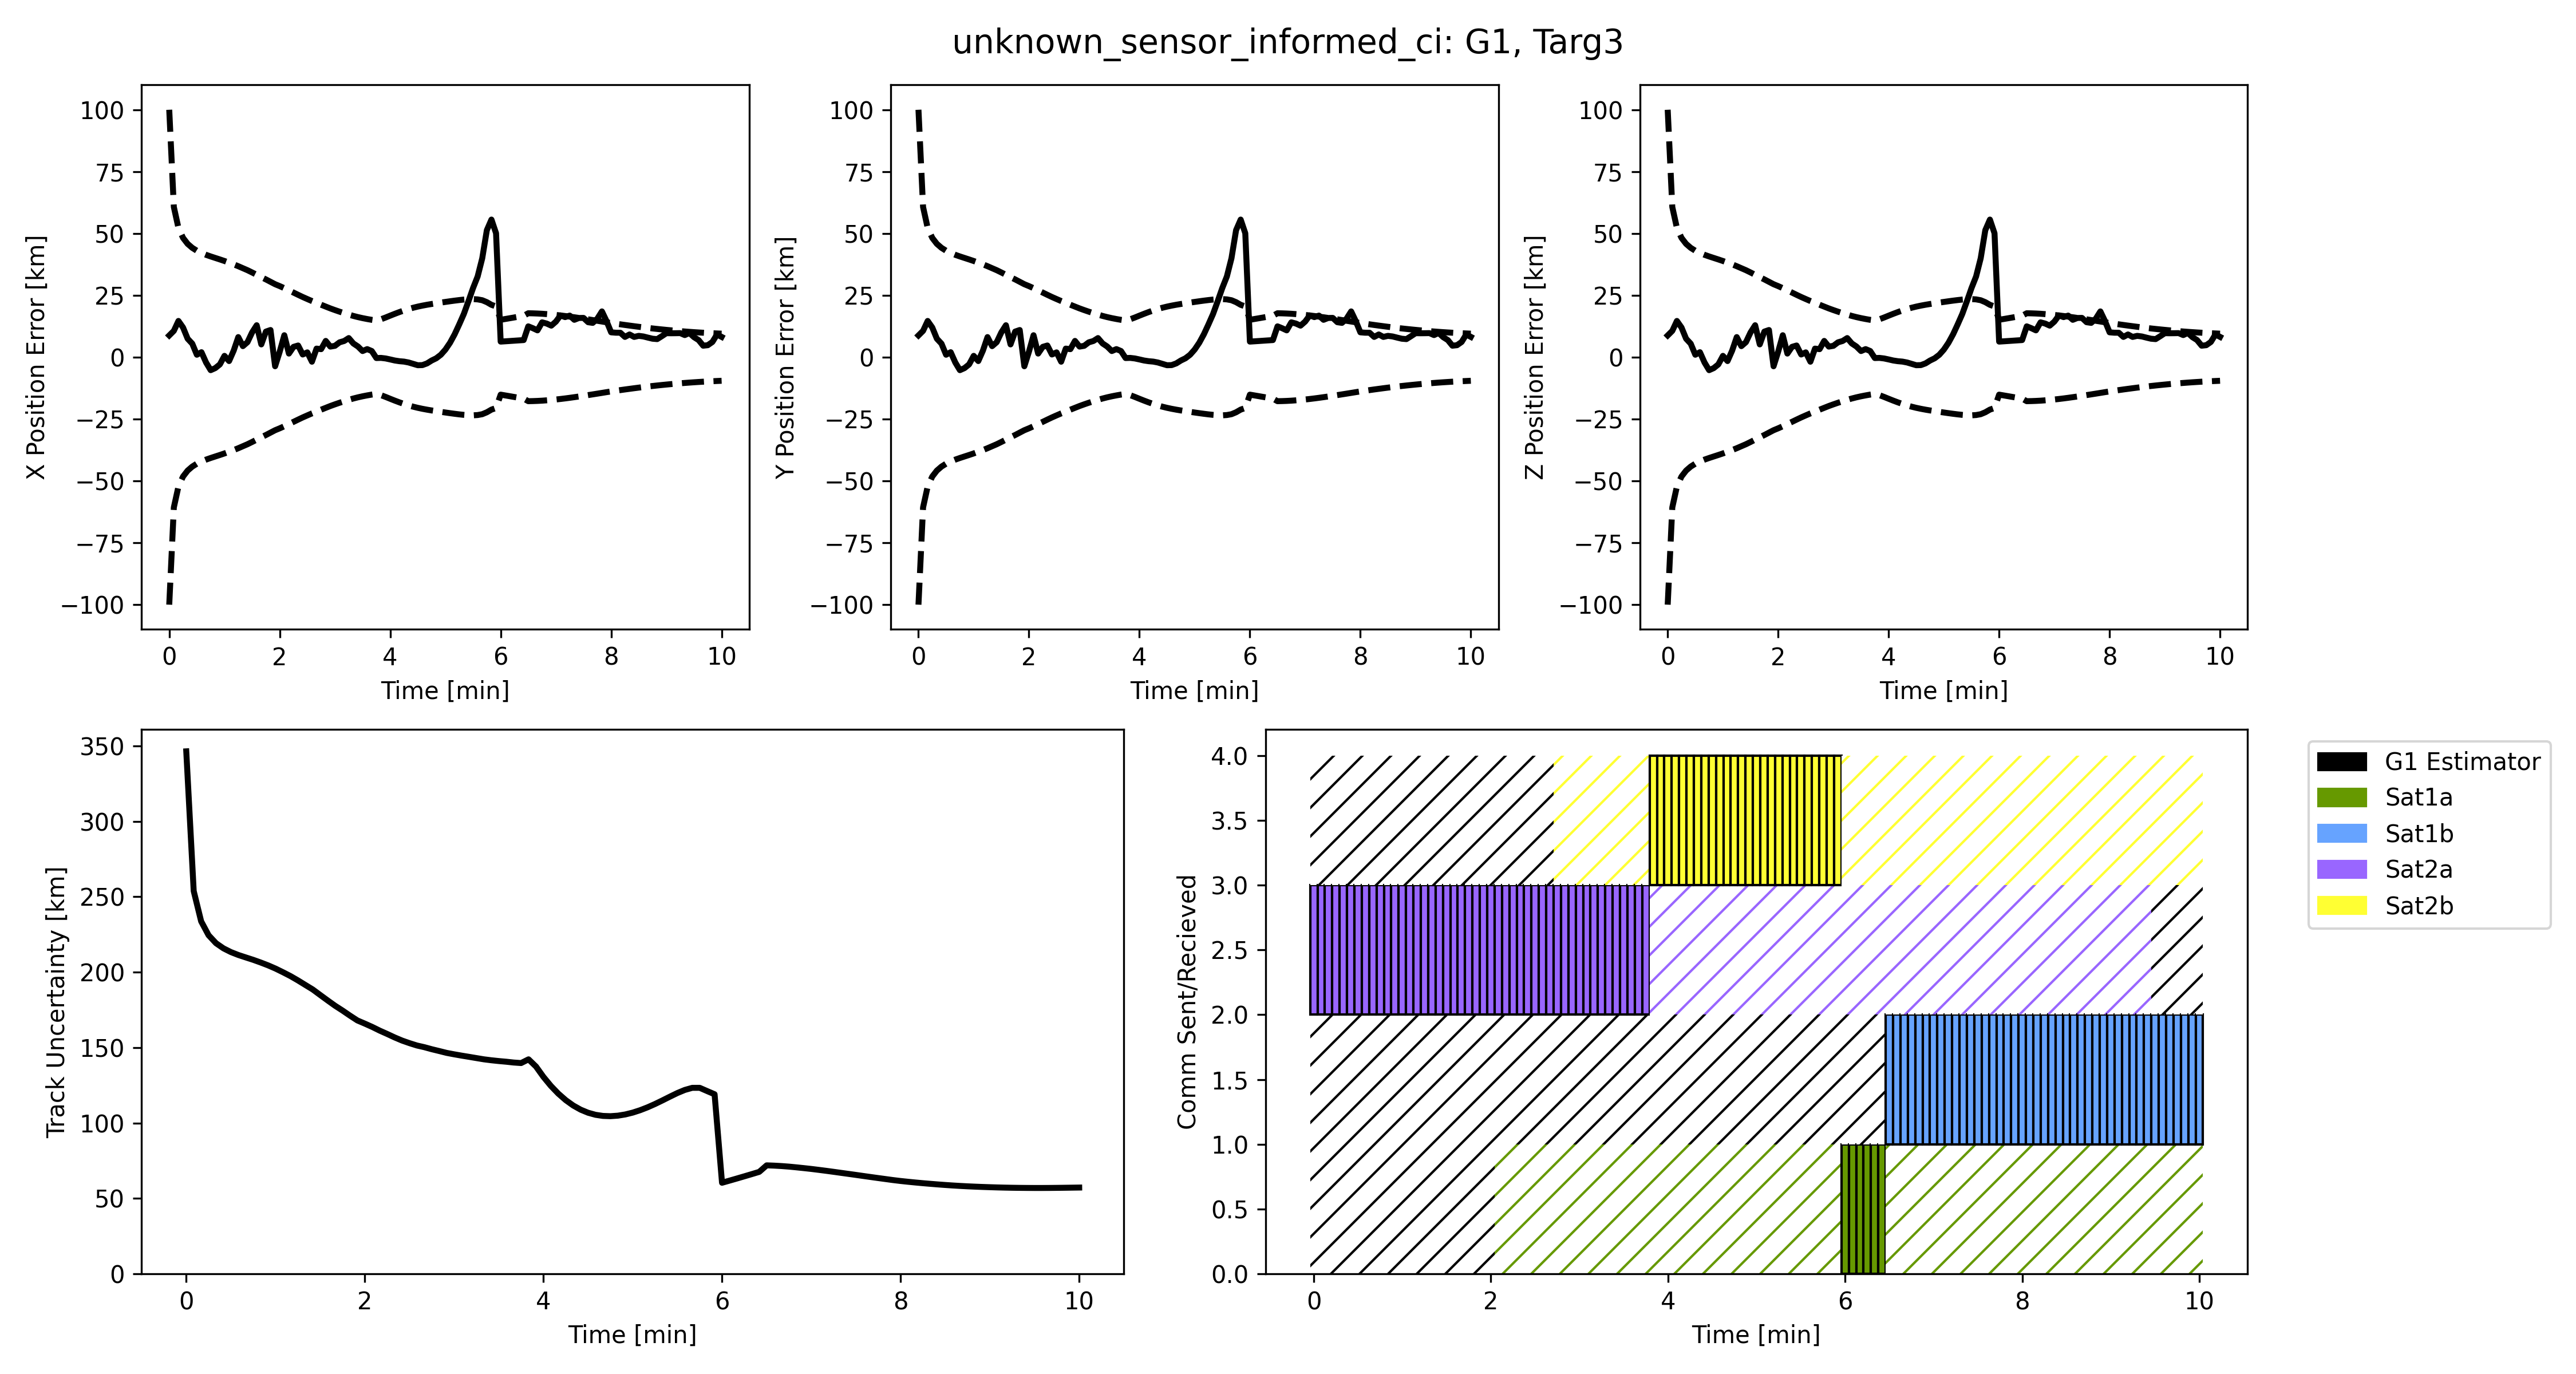 unknown_sensor_informed_ci: G1, Targ3
100
75
50
25
0
−25
−50
−75
−100
X Position Error [km]
0 2 4 6 8 10
Time [min]
100
75
50
25
0
−25
−50
−75
−100
Y Position Error [km]
0 2 4 6 8 10
Time [min]
100
75
50
25
0
−25
−50
−75
−100
Z Position Error [km]
0 2 4 6 8 10
Time [min]
350
300
250
200
150
100
50
0
Track Uncertainty [km]
0 2 4 6 8 10
Time [min]
4.0
3.5
3.0
2.5
2.0
1.5
1.0
0.5
0.0
Comm Sent/Recieved
0 2 4 6 8 10
Time [min]
G1 Estimator
Sat1a
Sat1b
Sat2a
Sat2b